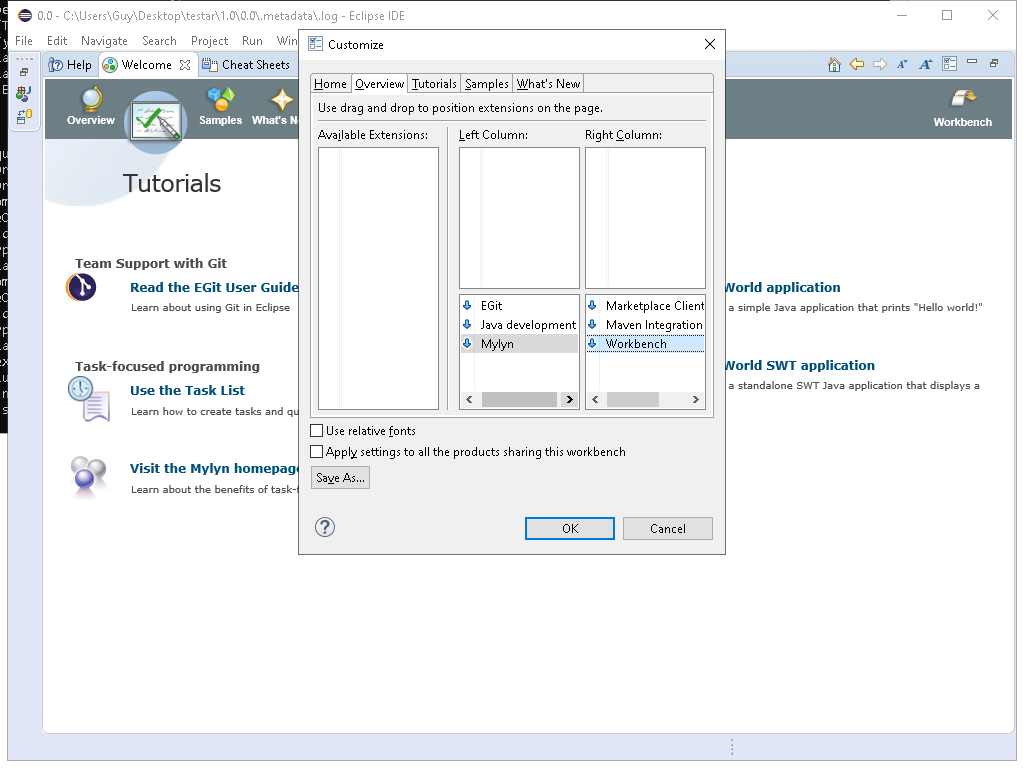 0.0 - C:\Users\Guy\Desktop\testar\1.0\0.0\.metadata\.log - Eclipse IDE
File Edit Navigate Search Project Run Win
Help Welcome Cheat Sheets
Overview Samples What's N Workbench
Tutorials
Team Support with Git
Read the EGit User Guide
Learn about using Git in Eclipse
Task-focused programming
Use the Task List
Learn how to create tasks and qu
Visit the Mylyn homepage
Learn about the benefits of task-f
World application
a simple Java application that prints "Hello world!"
World SWT application
a standalone SWT Java application that displays a
Customize
Home Overview Tutorials Samples What's New
Use drag and drop to position extensions on the page.
Available Extensions: Left Column: Right Column:
EGit
Java development
Mylyn
Marketplace Client
Maven Integration
Workbench
Use relative fonts
Apply settings to all the products sharing this workbench
Save As...
OK Cancel